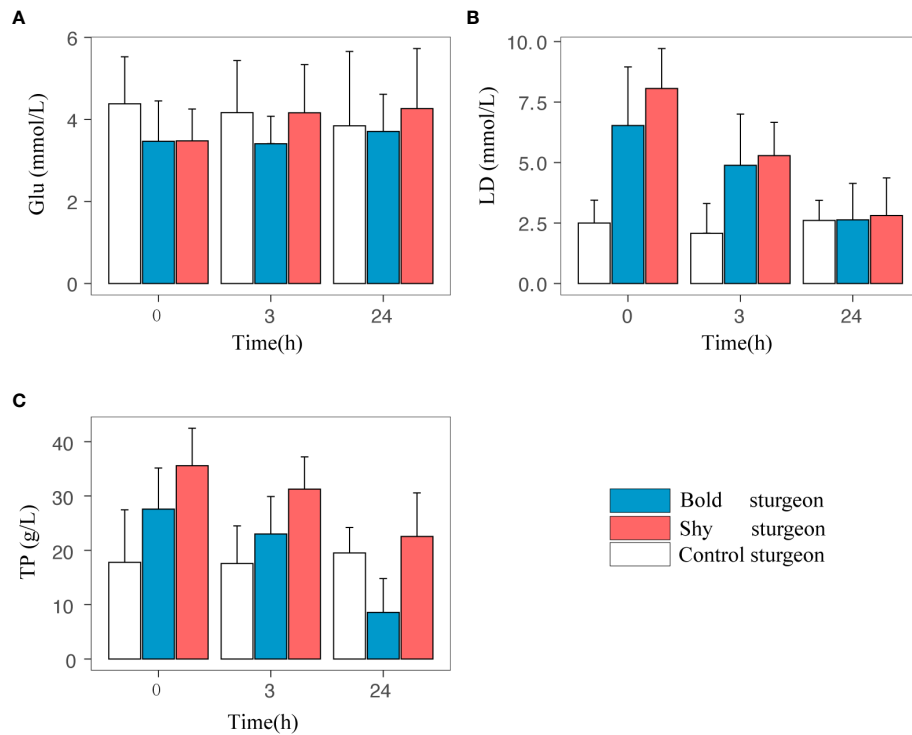 A
Glu (mmol/L)
6
4
2
0
0 3 24
Time(h)
B
LD (mmol/L)
10.0
7.5
5.0
2.5
0.0
0 3 24
Time(h)
C
TP (g/L)
40
30
20
10
0
0 3 24
Time(h)
Bold sturgeon
Shy sturgeon
Control sturgeon